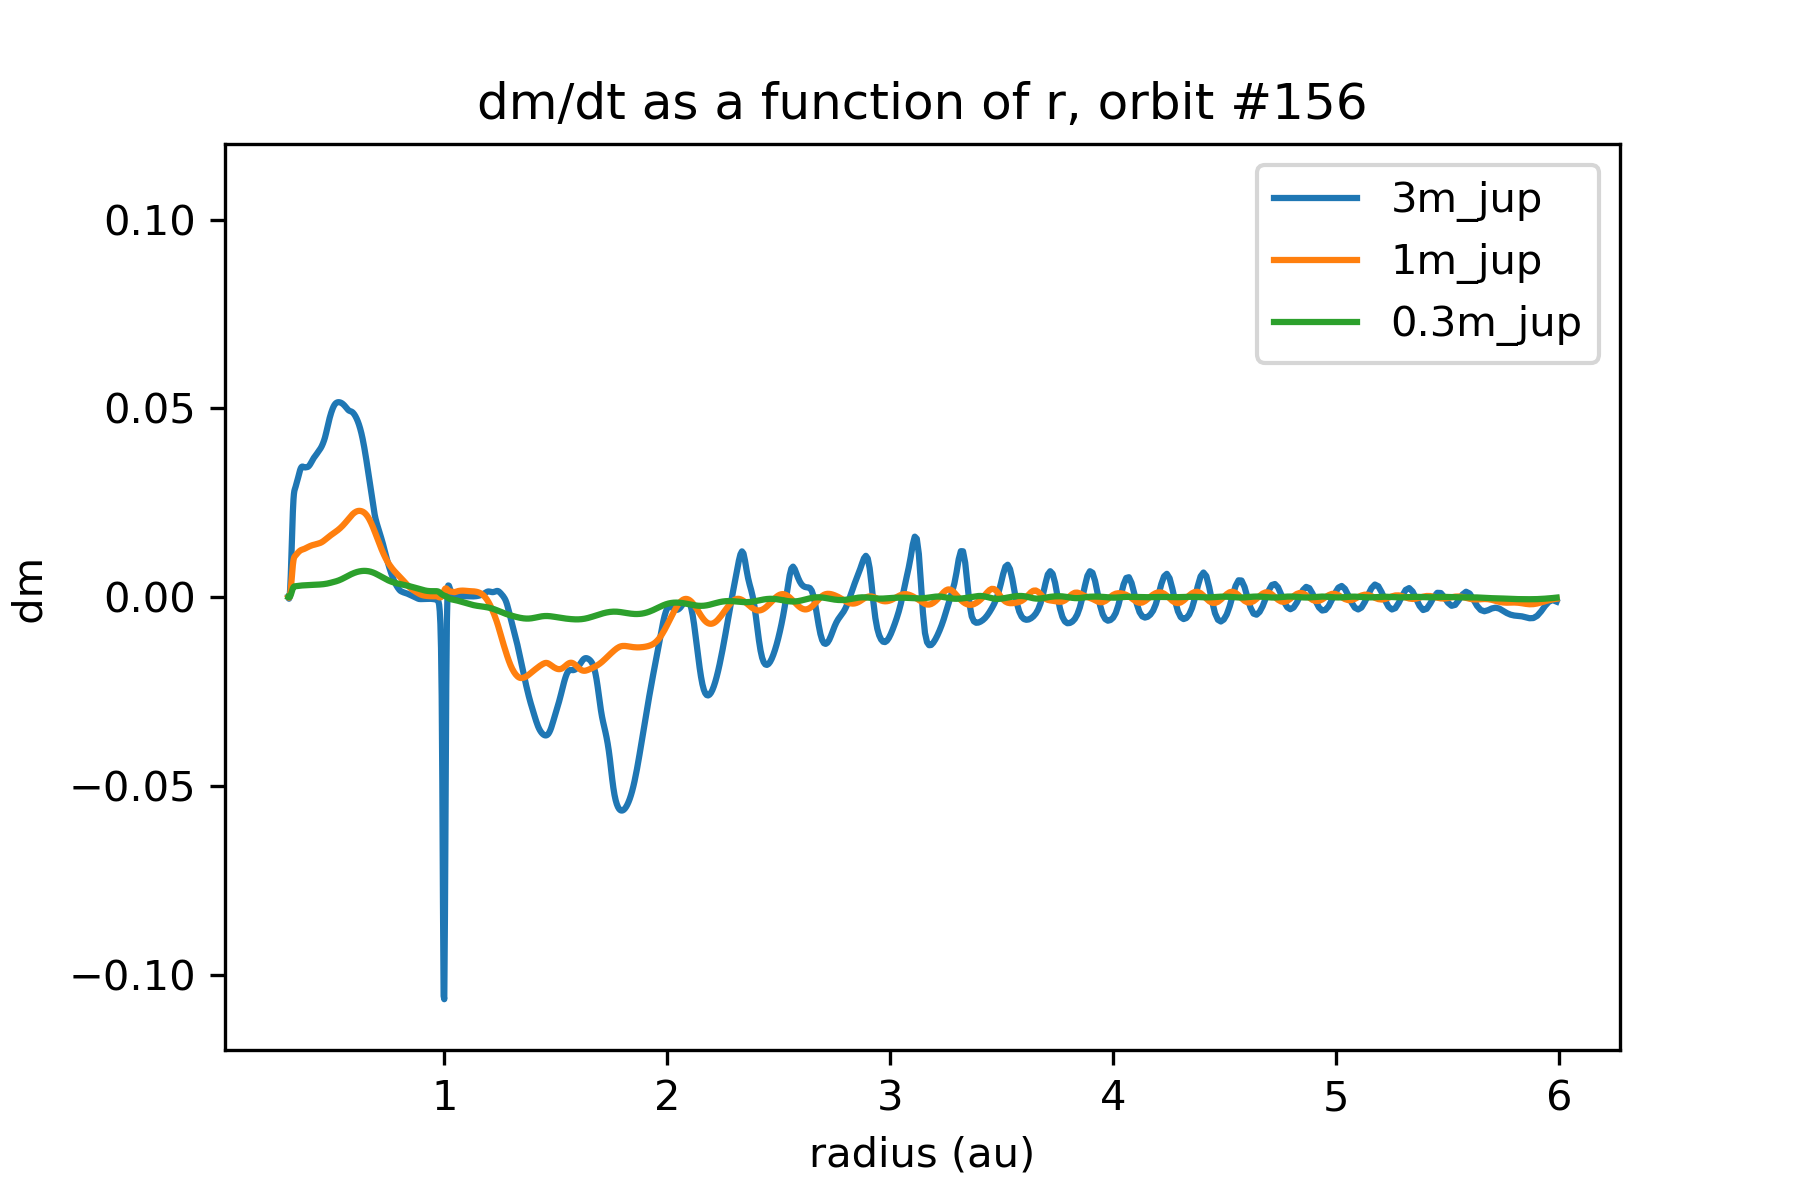 dm/dt as a function of r, orbit #156
3m_jup
1m_jup
0.3m_jup
0.10
0.05
0.00
−0.05
−0.10
dm
1 2 3 4 5 6
radius (au)